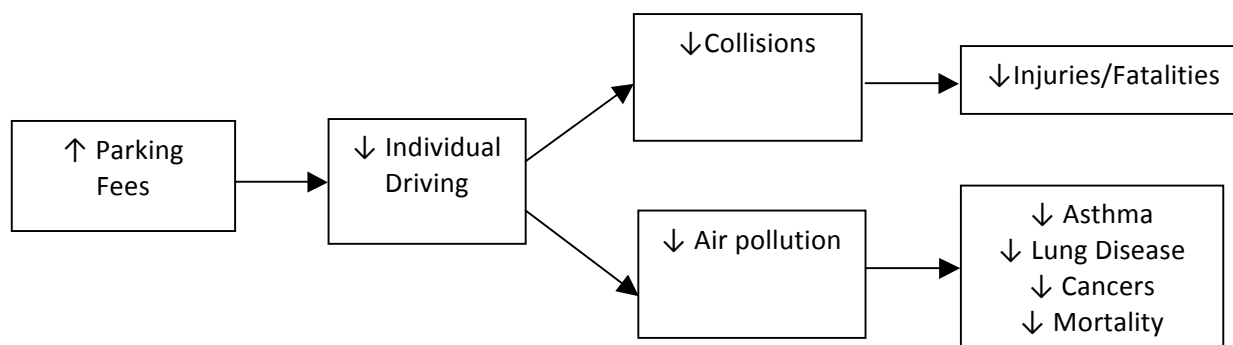 ↑ Parking
Fees
↓ Individual
Driving
↓Collisions
↓Injuries/Fatalities
↓ Air pollution
↓ Asthma
↓ Lung Disease
↓ Cancers
↓ Mortality